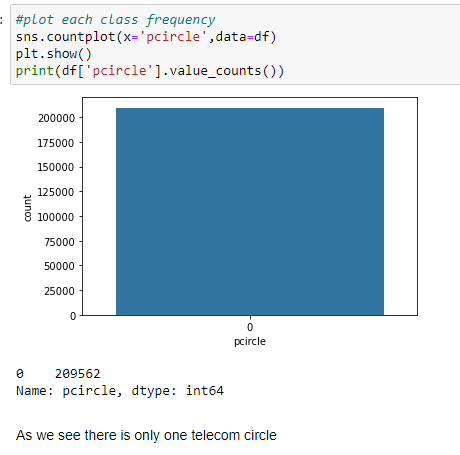 #plot each class frequency
sns.countplot(x='pcircle',data=df)
plt.show()
print(df['pcircle'].value_counts())
200000
175000
150000
125000
100000
75000
50000
25000
0
count
0
pcircle
0    209562
Name: pcircle, dtype: int64
As we see there is only one telecom circle